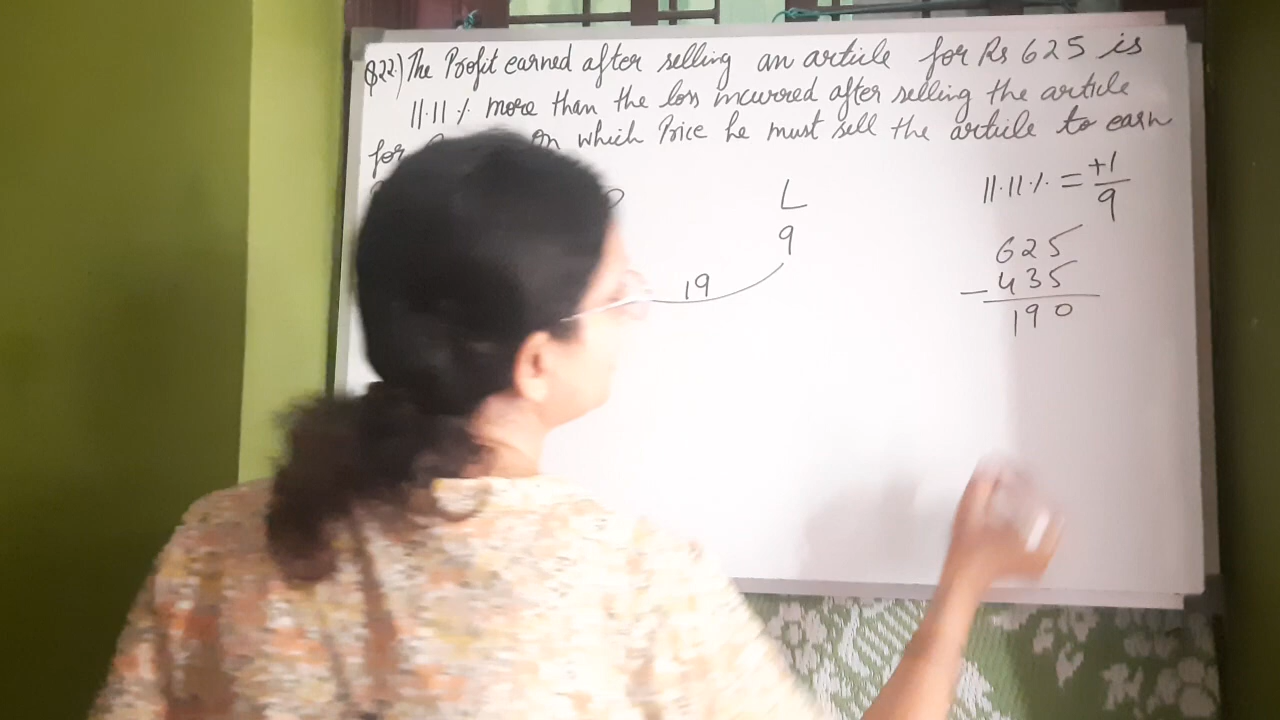 Q22.) The Profit earned after selling an article for Rs 625 is
11.11 % more than the loss incurred after selling the article
for on which Price he must sell the article to earn
11.11 % = +1/9
L
9
19
625
- 435
190